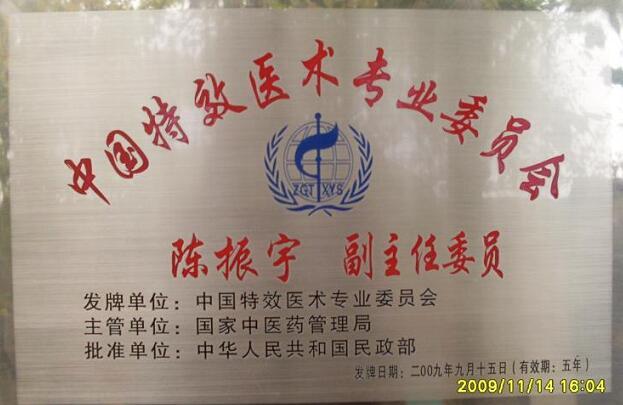 中国特效医术专业委员会
ZGT XYS
陈振宇 副主任委员
发牌单位：中国特效医术专业委员会
主管单位：国家中医药管理局
批准单位：中华人民共和国民政部
发牌日期：二00九年九月十五日（有效期：五年）
2009/11/14 16:04